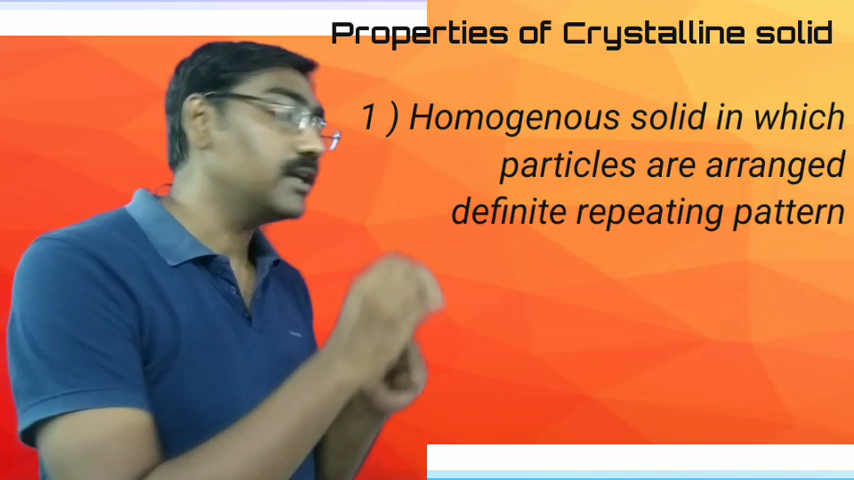 Properties of Crystalline solid
1 ) Homogenous solid in which
particles are arranged
definite repeating pattern